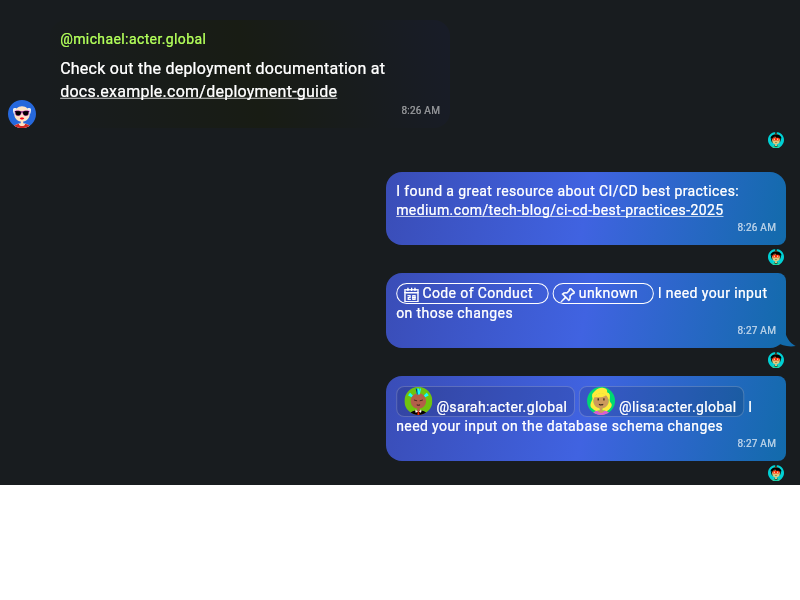 @michael:acter.global
Check out the deployment documentation at
docs.example.com/deployment-guide
8:26 AM
I found a great resource about CI/CD best practices:
medium.com/tech-blog/ci-cd-best-practices-2025
8:26 AM
Code of Conduct unknown I need your input
on those changes
8:27 AM
@sarah:acter.global @lisa:acter.global I
need your input on the database schema changes
8:27 AM